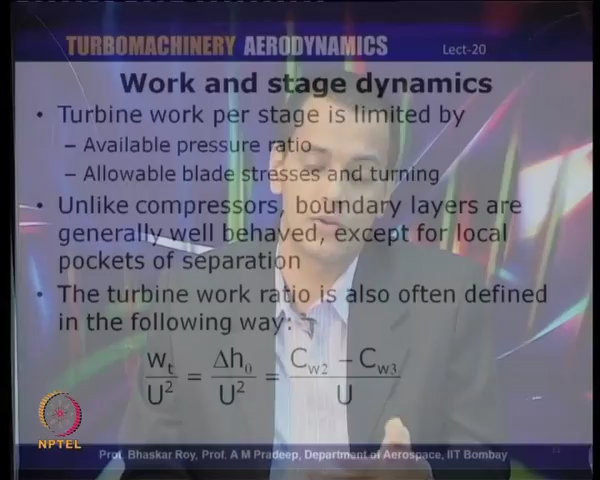 TURBOMACHINERY AERODYNAMICS
Lect-20
Work and stage dynamics
• Turbine work per stage is limited by
– Available pressure ratio
– Allowable blade stresses and turning
• Unlike compressors, boundary layers are
generally well behaved, except for local
pockets of separation
• The turbine work ratio is also often defined
in the following way:
w_t / U² = Δh₀ / U² = (C_w2 − C_w3) / U
NPTEL
Prof. Bhaskar Roy, Prof. A M Pradeep, Department of Aerospace, IIT Bombay